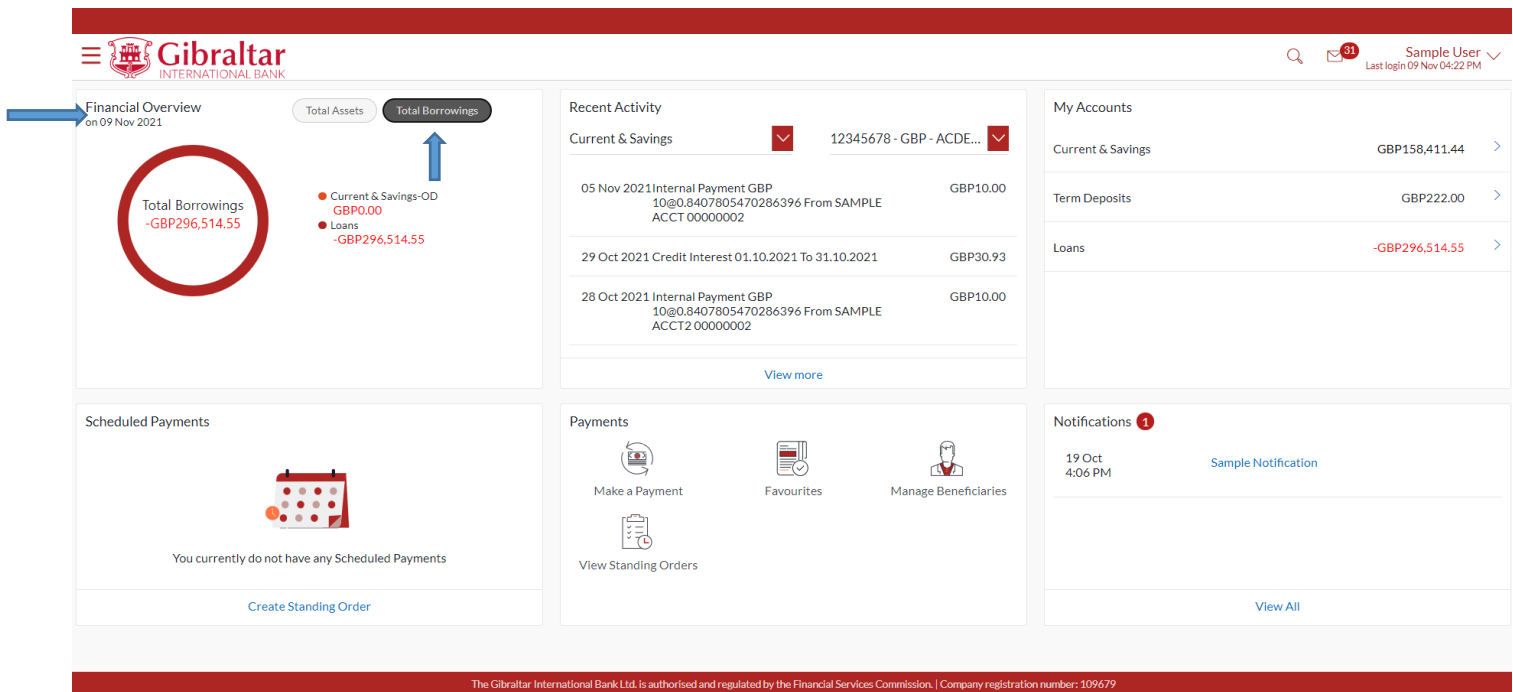 Gibraltar
INTERNATIONAL BANK
31
Sample User
Last login 09 Nov 04:22 PM
Financial Overview
on 09 Nov 2021
Total Assets
Total Borrowings
Total Borrowings
-GBP296,514.55
Current & Savings-OD
GBP0.00
Loans
-GBP296,514.55
Recent Activity
Current & Savings
12345678 - GBP - ACDE...
05 Nov 2021 Internal Payment GBP GBP10.00
10@0.8407805470286396 From SAMPLE
ACCT 00000002
29 Oct 2021 Credit Interest 01.10.2021 To 31.10.2021 GBP30.93
28 Oct 2021 Internal Payment GBP GBP10.00
10@0.8407805470286396 From SAMPLE
ACCT2 00000002
View more
My Accounts
Current & Savings GBP158,411.44
Term Deposits GBP222.00
Loans -GBP296,514.55
Scheduled Payments
You currently do not have any Scheduled Payments
Create Standing Order
Payments
Make a Payment
Favourites
Manage Beneficiaries
View Standing Orders
Notifications 1
19 Oct
4:06 PM
Sample Notification
View All
The Gibraltar International Bank Ltd. is authorised and regulated by the Financial Services Commission. | Company registration number: 109679